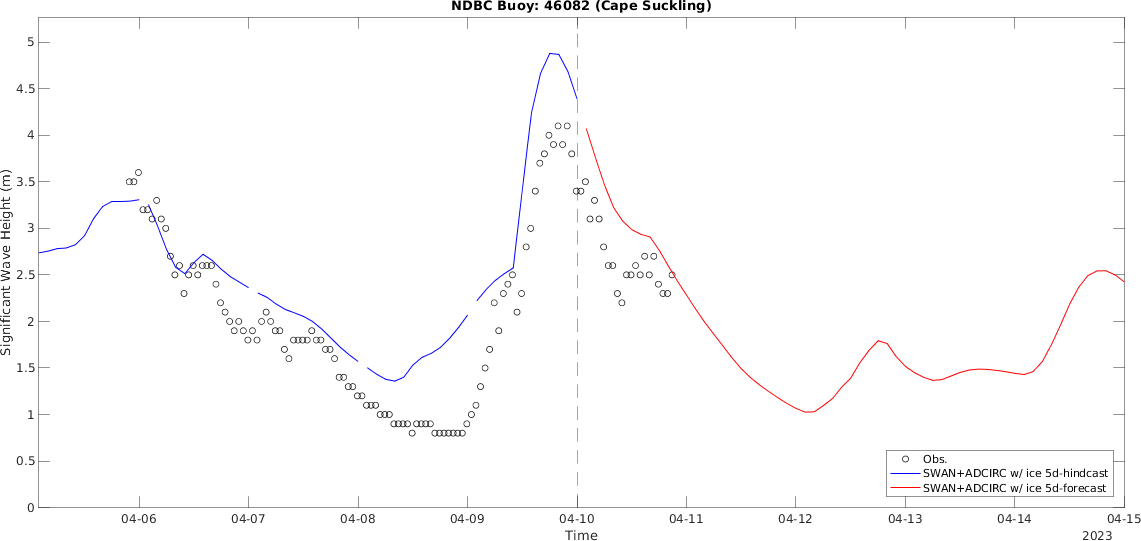 NDBC Buoy: 46082 (Cape Suckling)
Significant Wave Height (m)
5
4.5
4
3.5
3
2.5
2
1.5
1
0.5
0
Obs.
SWAN+ADCIRC w/ ice 5d-hindcast
SWAN+ADCIRC w/ ice 5d-forecast
04-06 04-07 04-08 04-09 04-10 04-11 04-12 04-13 04-14 04-15
Time
2023